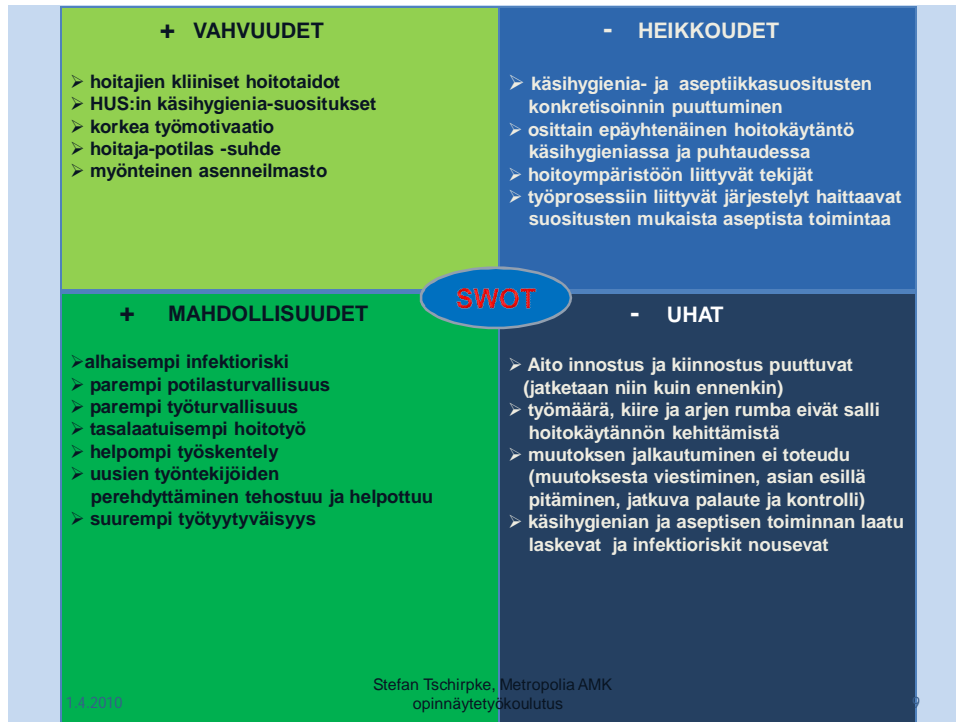 + VAHVUUDET
➢ hoitajien kliiniset hoitotaidot
➢ HUS:in käsihygienia-suositukset
➢ korkea työmotivaatio
➢ hoitaja-potilas -suhde
➢ myönteinen asenneilmasto
- HEIKKOUDET
➢ käsihygienia- ja aseptiikkasuositusten
konkretisoinnin puuttuminen
➢ osittain epäyhtenäinen hoitokäytäntö
käsihygieniassa ja puhtaudessa
➢ hoitoympäristöön liittyvät tekijät
➢ työprosessiin liittyvät järjestelyt haittaavat
suositusten mukaista aseptista toimintaa
SWOT
+ MAHDOLLISUUDET
➢alhaisempi infektioriski
➢ parempi potilasturvallisuus
➢ parempi työturvallisuus
➢ tasalaatuisempi hoitotyö
➢ helpompi työskentely
➢ uusien työntekijöiden
perehdyttäminen tehostuu ja helpottuu
➢ suurempi työtyytyväisyys
- UHAT
➢ Aito innostus ja kiinnostus puuttuvat
(jatketaan niin kuin ennenkin)
➢ työmäärä, kiire ja arjen rumba eivät salli
hoitokäytännön kehittämistä
➢ muutoksen jalkautuminen ei toteudu
(muutoksesta viestiminen, asian esillä
pitäminen, jatkuva palaute ja kontrolli)
➢ käsihygienian ja aseptisen toiminnan laatu
laskevat ja infektioriskit nousevat
1.4.2010
Stefan Tschirpke, Metropolia AMK
opinnäytetyökoulutus
9